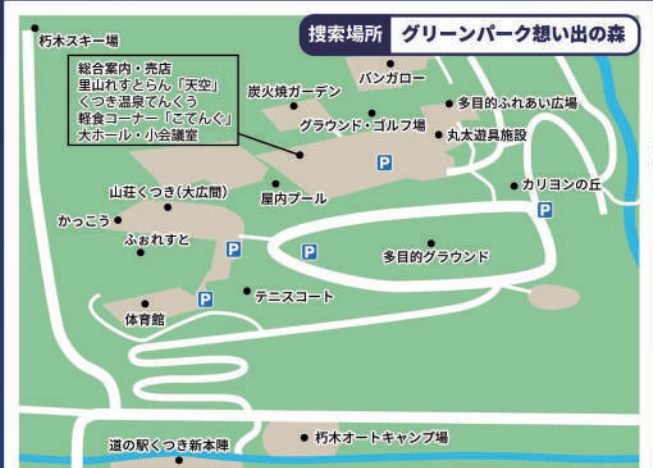 捜索場所 グリーンパーク想い出の森
朽木スキー場
総合案内・売店
里山れすとらん「天空」
くつき温泉てんくう
軽食コーナー「こてんぐ」
大ホール・小会議室
バンガロー
炭火焼ガーデン
多目的ふれあい広場
グラウンド・ゴルフ場
丸太遊具施設
P
山荘くつき(大広間)
屋内プール
カリヨンの丘
P
かっこう
ふぉれすと
P
P
多目的グラウンド
P
テニスコート
体育館
朽木オートキャンプ場
道の駅くつき新本陣